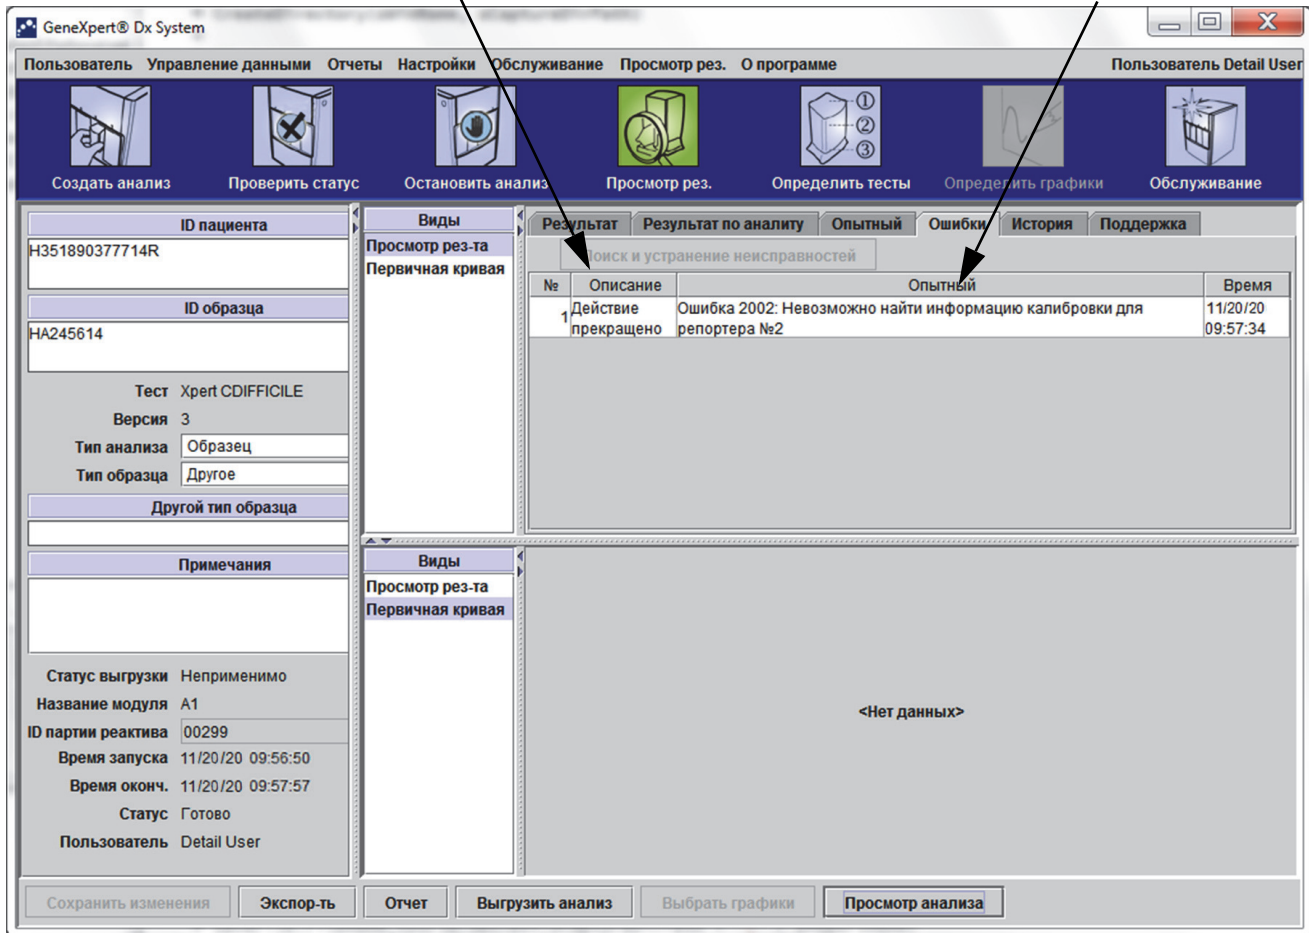 GeneXpert® Dx System
Пользователь Управление данными Отчеты Настройки Обслуживание Просмотр рез. О программе Пользователь Detail User
Создать анализ Проверить статус Остановить анализ Просмотр рез. Определить тесты Определить графики Обслуживание
ID пациента
H351890377714R
ID образца
HA245614
Тест Xpert CDIFFICILE
Версия 3
Тип анализа Образец
Тип образца Другое
Другой тип образца
Примечания
Статус выгрузки Неприменимо
Название модуля A1
ID партии реактива 00299
Время запуска 11/20/20 09:56:50
Время оконч. 11/20/20 09:57:57
Статус Готово
Пользователь Detail User
Виды
Просмотр рез-та
Первичная кривая
Результат Результат по аналиту Опытный Ошибки История Поддержка
Поиск и устранение неисправностей
№ Описание Опытный Время
1 Действие прекращено Ошибка 2002: Невозможно найти информацию калибровки для репортера №2 11/20/20 09:57:34
Виды
Просмотр рез-та
Первичная кривая
<Нет данных>
Сохранить изменения Экспор-ть Отчет Выгрузить анализ Выбрать графики Просмотр анализа